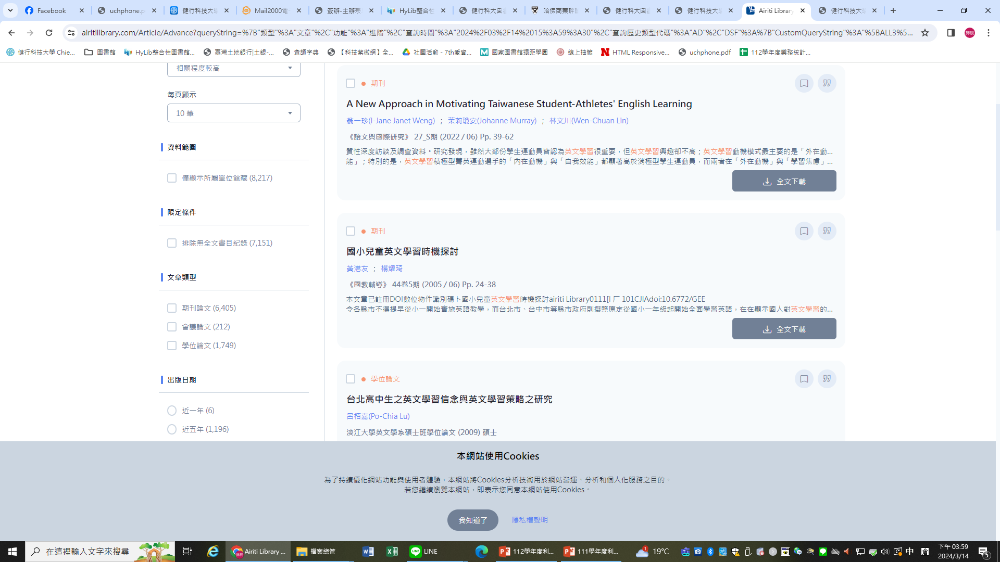 Facebook
uchphone.p
健行科技大學
Mail2000電
簽辦-主辦表
HyLib整合性
健行科大圖書
哈佛商業評論
健行科大圖書
健行科技大學
Airiti Library
健行科技大學
airitilibrary.com/Article/Advance?queryString=%7B"類型"%3A"文章"%2C"功能"%3A"進階"%2C"查詢時間"%3A"2024%2F03%2F14%2015%3A59%3A30"%2C"查詢歷史類型代碼"%3A"AD"%2C"DSF"%3A%7B"CustomQueryString"%3A"%5BALL3%5...
健行科技大學 Chie...
圖書館
HyLib整合性圖書館...
臺灣土地銀行|土銀-...
倉頡字典
【科技紫微網】全...
社團活動 - 7th愛資...
國家圖書館遠距學園
線上抽籤
HTML Responsive...
uchphone.pdf
112學年度業務統計...
相關程度較高
每頁顯示
10 筆
資料範圍
僅顯示所屬單位館藏 (8,217)
限定條件
排除無全文書目紀錄 (7,151)
文章類型
期刊論文 (6,405)
會議論文 (212)
學位論文 (1,749)
出版日期
近一年 (6)
近五年 (1,196)
期刊
A New Approach in Motivating Taiwanese Student-Athletes' English Learning
翁一珍(I-Jane Janet Weng) ； 茉莉瓊安(Johanne Murray) ； 林文川(Wen-Chuan Lin)
《語文與國際研究》 27_S期 (2022 / 06) Pp. 39-62
質性深度訪談及調查資料。研究發現，雖然大部份學生運動員皆認為英文學習很重要，但英文學習興趣卻不高；英文學習動機模式最主要的是「外在動...
能」；特別的是，英文學習積極型菁英運動選手的「內在動機」與「自我效能」都顯著高於消極型學生運動員，而兩者在「外在動機」與「學習焦慮」...
全文下載
期刊
國小兒童英文學習時機探討
黃港友 ； 楊耀琦
《國教輔導》 44卷5期 (2005 / 06) Pp. 24-38
本文章已註冊DOI數位物件識別碼卜國小兒童英文學習時機探討airiti Library0111[I 厂 101CJIAdoi:10.6772/GEE
令各縣市不得提早從小一開始實施英語教學，而台北市、台中市等縣市政府則擬照原定從國小一年級起開始全面學習英語，在在顯示國人對英文學習的...
全文下載
學位論文
台北高中生之英文學習信念與英文學習策略之研究
呂栢嘉(Po-Chia Lu)
淡江大學英文學系碩士班學位論文 (2009) 碩士
本網站使用Cookies
為了持續優化網站功能與使用者體驗，本網站將Cookies分析技術用於網站營運、分析和個人化服務之目的。
若您繼續瀏覽本網站，即表示您同意本網站使用Cookies。
我知道了
隱私權聲明
在這裡輸入文字來搜尋
Airiti Library ...
檔案總管
LINE
112學年度利...
111學年度利...
1
19°C
中
下午 03:59
2024/3/14
5